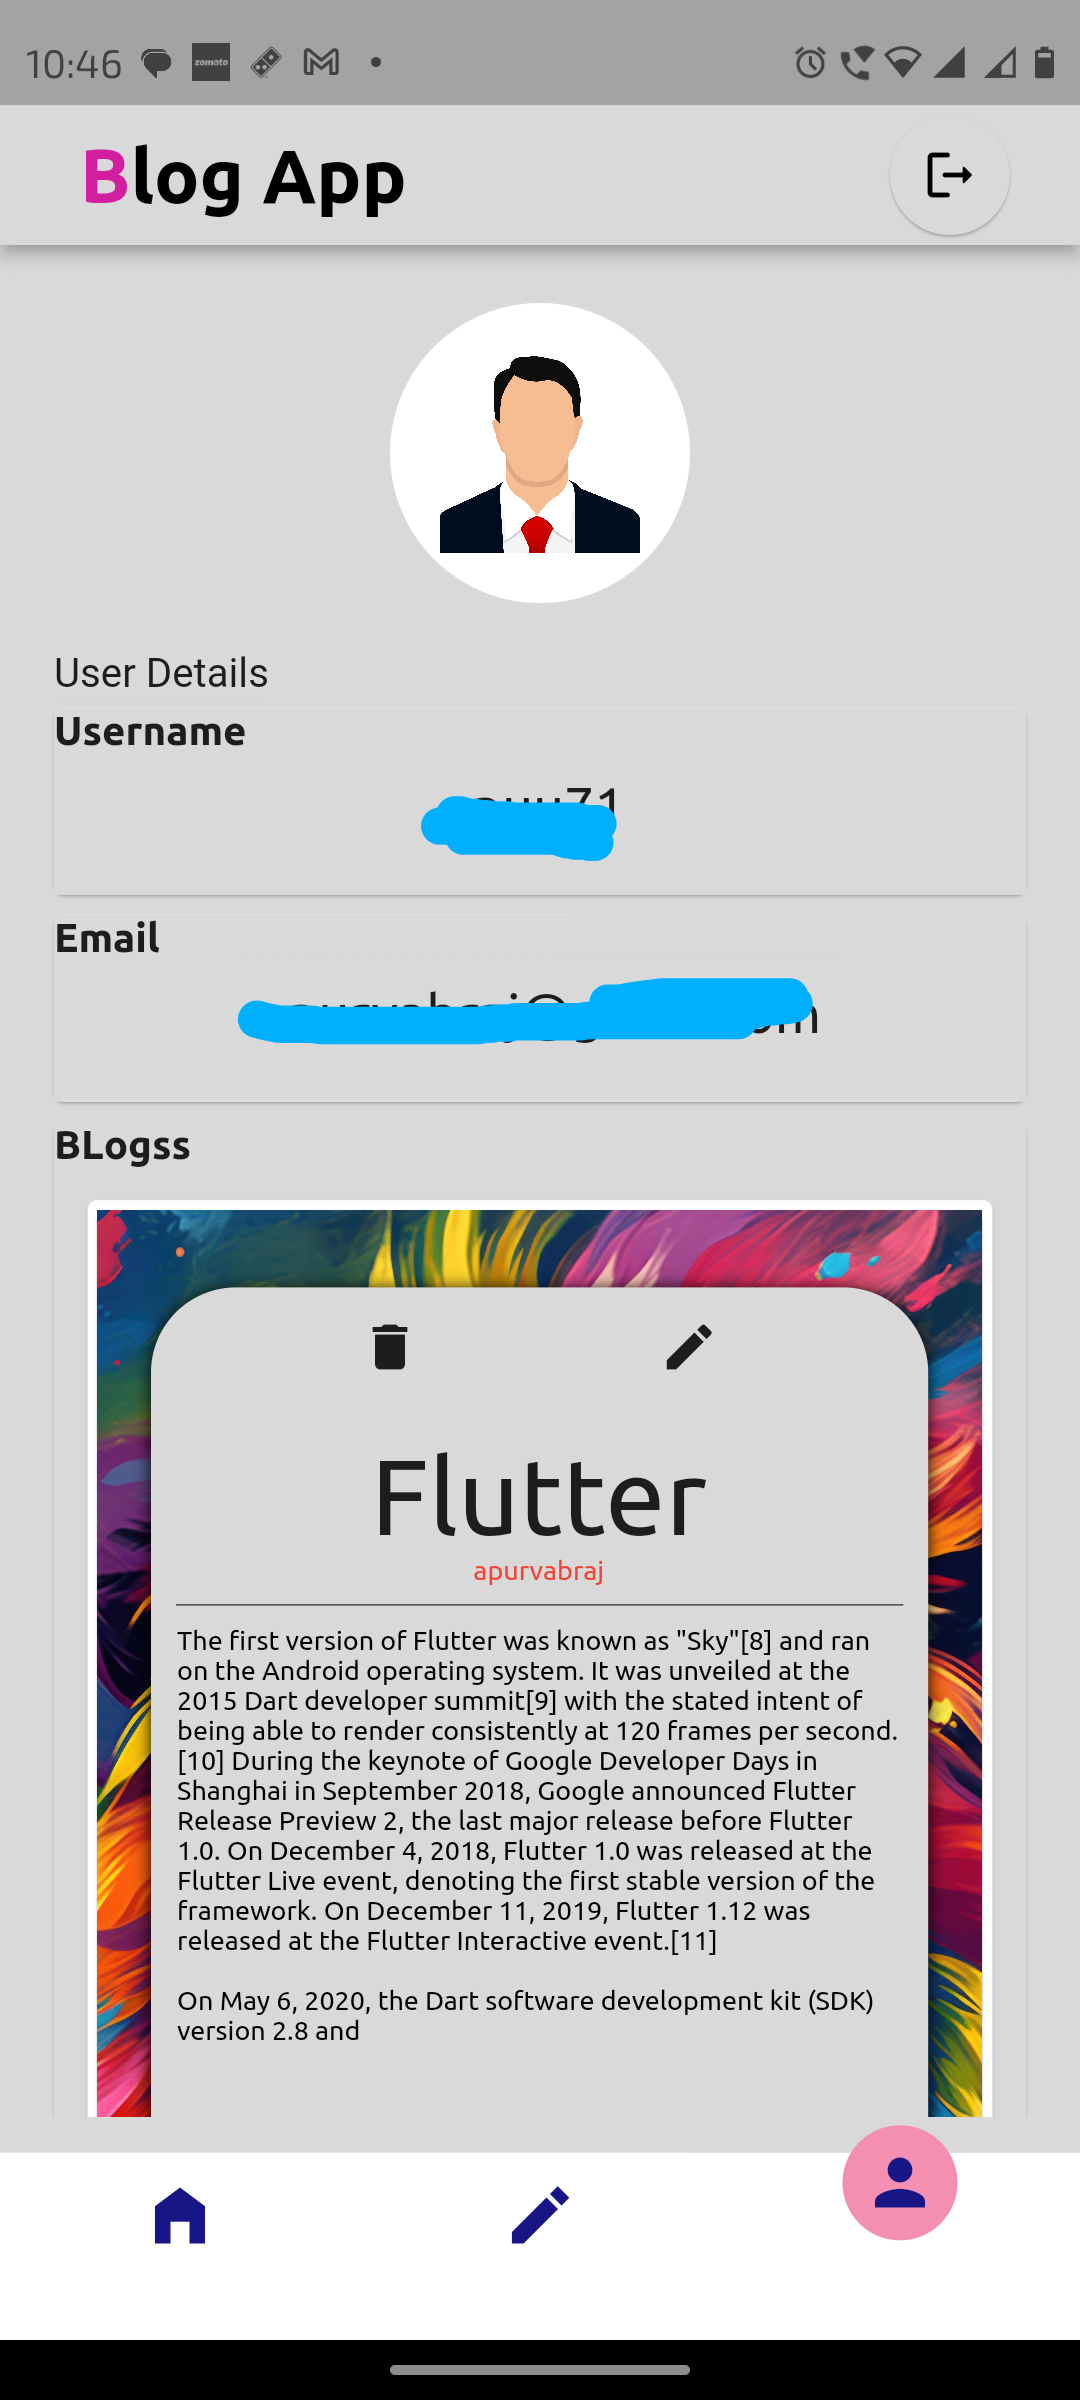 10:46
zomato
Blog App
User Details
Username
Email
BLogss
Flutter
apurvabraj
The first version of Flutter was known as "Sky"[8] and ran
on the Android operating system. It was unveiled at the
2015 Dart developer summit[9] with the stated intent of
being able to render consistently at 120 frames per second.
[10] During the keynote of Google Developer Days in
Shanghai in September 2018, Google announced Flutter
Release Preview 2, the last major release before Flutter
1.0. On December 4, 2018, Flutter 1.0 was released at the
Flutter Live event, denoting the first stable version of the
framework. On December 11, 2019, Flutter 1.12 was
released at the Flutter Interactive event.[11]
On May 6, 2020, the Dart software development kit (SDK)
version 2.8 and